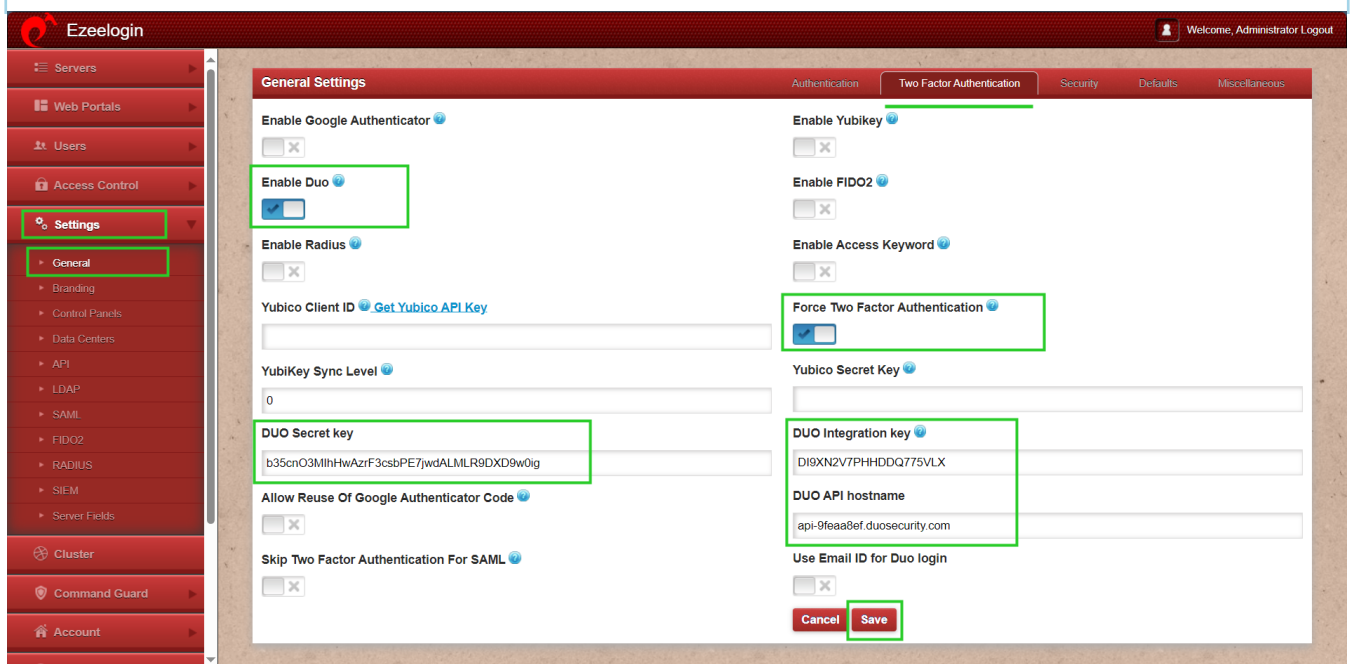 Ezeelogin
Welcome, Administrator Logout
Servers
Web Portals
Users
Access Control
Settings
General
Branding
Control Panels
Data Centers
API
LDAP
SAML
FIDO2
RADIUS
SIEM
Server Fields
Cluster
Command Guard
Account
General Settings
Authentication
Two Factor Authentication
Security
Defaults
Miscellaneous
Enable Google Authenticator
Enable Yubikey
Enable Duo
Enable FIDO2
Enable Radius
Enable Access Keyword
Yubico Client ID Get Yubico API Key
Force Two Factor Authentication
YubiKey Sync Level
0
Yubico Secret Key
DUO Secret key
b35cnO3MIhHwAzrF3csbPE7jwdALMLR9DXD9w0ig
DUO Integration key
DI9XN2V7PHHDDQ775VLX
Allow Reuse Of Google Authenticator Code
DUO API hostname
api-9feaa8ef.duosecurity.com
Skip Two Factor Authentication For SAML
Use Email ID for Duo login
Cancel
Save